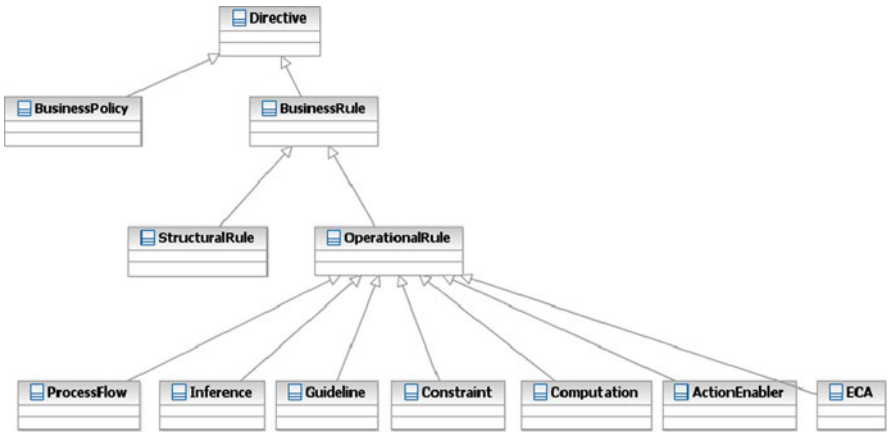 Directive
BusinessPolicy
BusinessRule
StructuralRule
OperationalRule
ProcessFlow
Inference
Guideline
Constraint
Computation
ActionEnabler
ECA